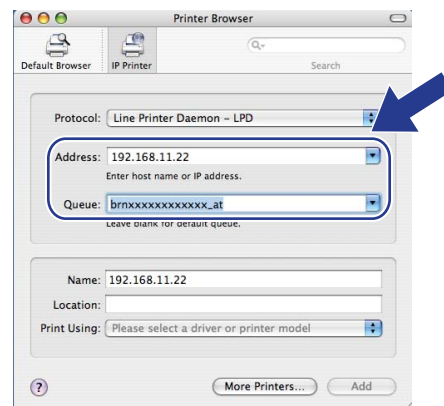 Printer Browser
Default Browser
IP Printer
Q
Search
Protocol: Line Printer Daemon - LPD
Address: 192.168.11.22
Enter host name or IP address.
Queue: brnxxxxxxxxxxxx_at
Leave blank for default queue.
Name: 192.168.11.22
Location:
Print Using: Please select a driver or printer model
? More Printers... Add